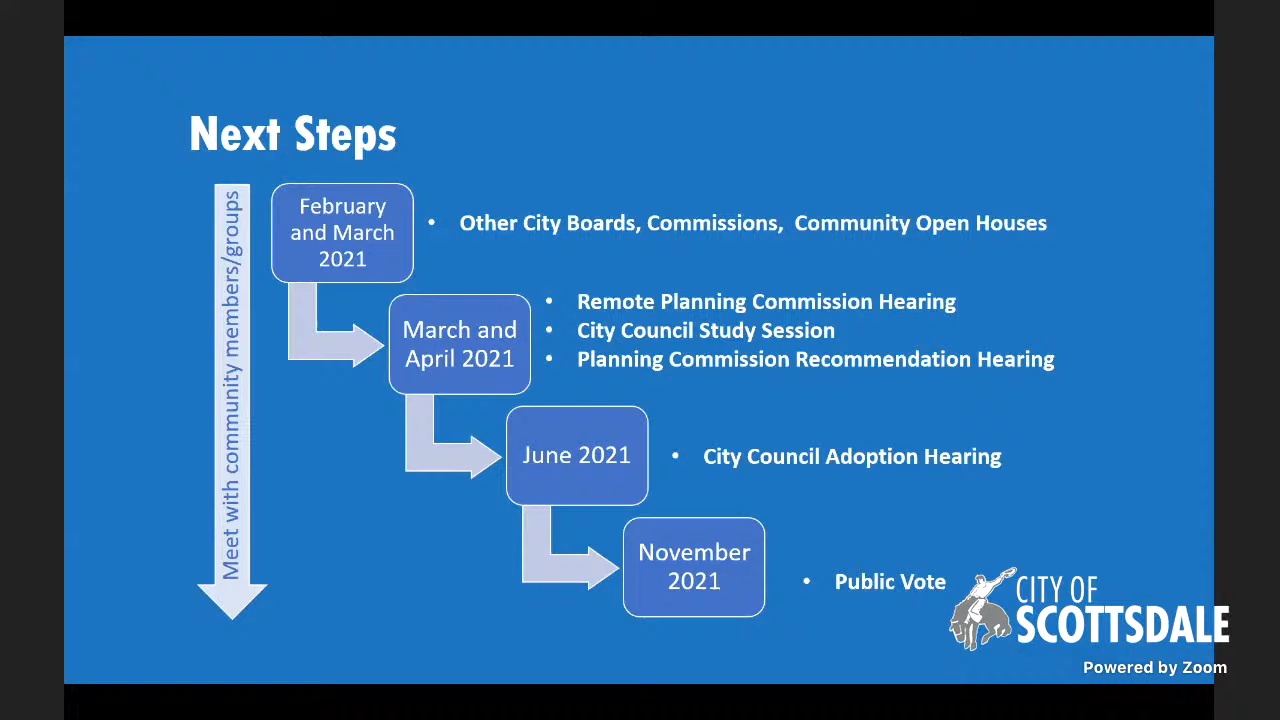 Next Steps
Meet with community members/groups
February
and March
2021
• Other City Boards, Commissions, Community Open Houses
March and
April 2021
• Remote Planning Commission Hearing
• City Council Study Session
• Planning Commission Recommendation Hearing
June 2021
• City Council Adoption Hearing
November
2021
• Public Vote
CITY OF
SCOTTSDALE
Powered by Zoom